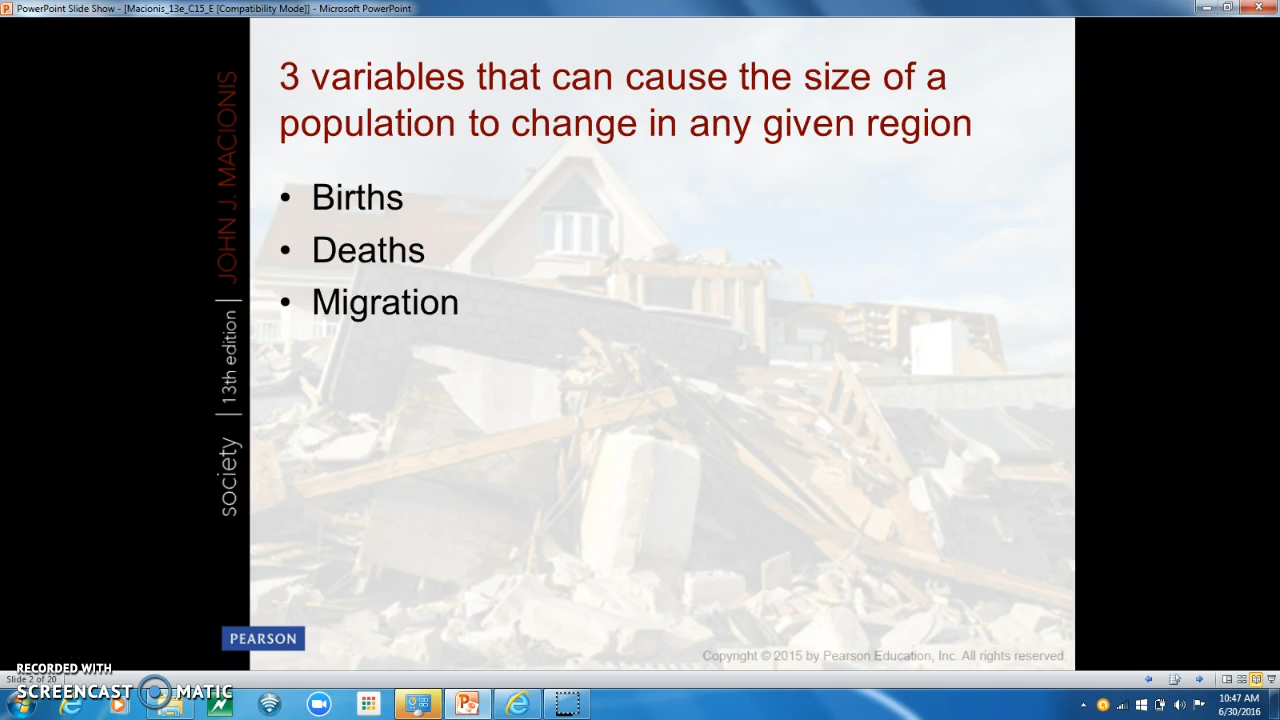 PowerPoint Slide Show - [Macionis_13e_C15_E [Compatibility Mode]] - Microsoft PowerPoint
3 variables that can cause the size of a
population to change in any given region
• Births
• Deaths
• Migration
society | 13th edition | JOHN J. MACIONIS
PEARSON
Copyright © 2015 by Pearson Education, Inc. All rights reserved.
RECORDED WITH
SCREENCAST MATIC
Slide 2 of 20
10:47 AM
6/30/2016